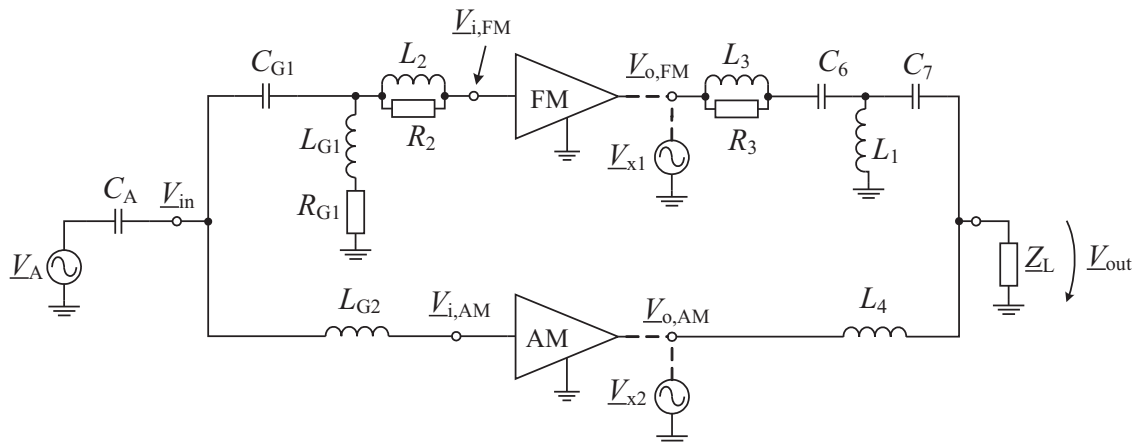 V_i,FM
C_G1
L_2
V_o,FM
L_3
C_6
C_7
FM
R_2
L_G1
R_3
L_1
V_x1
C_A
V_in
R_G1
V_A
Z_L
V_out
L_G2
V_i,AM
V_o,AM
L_4
AM
V_x2